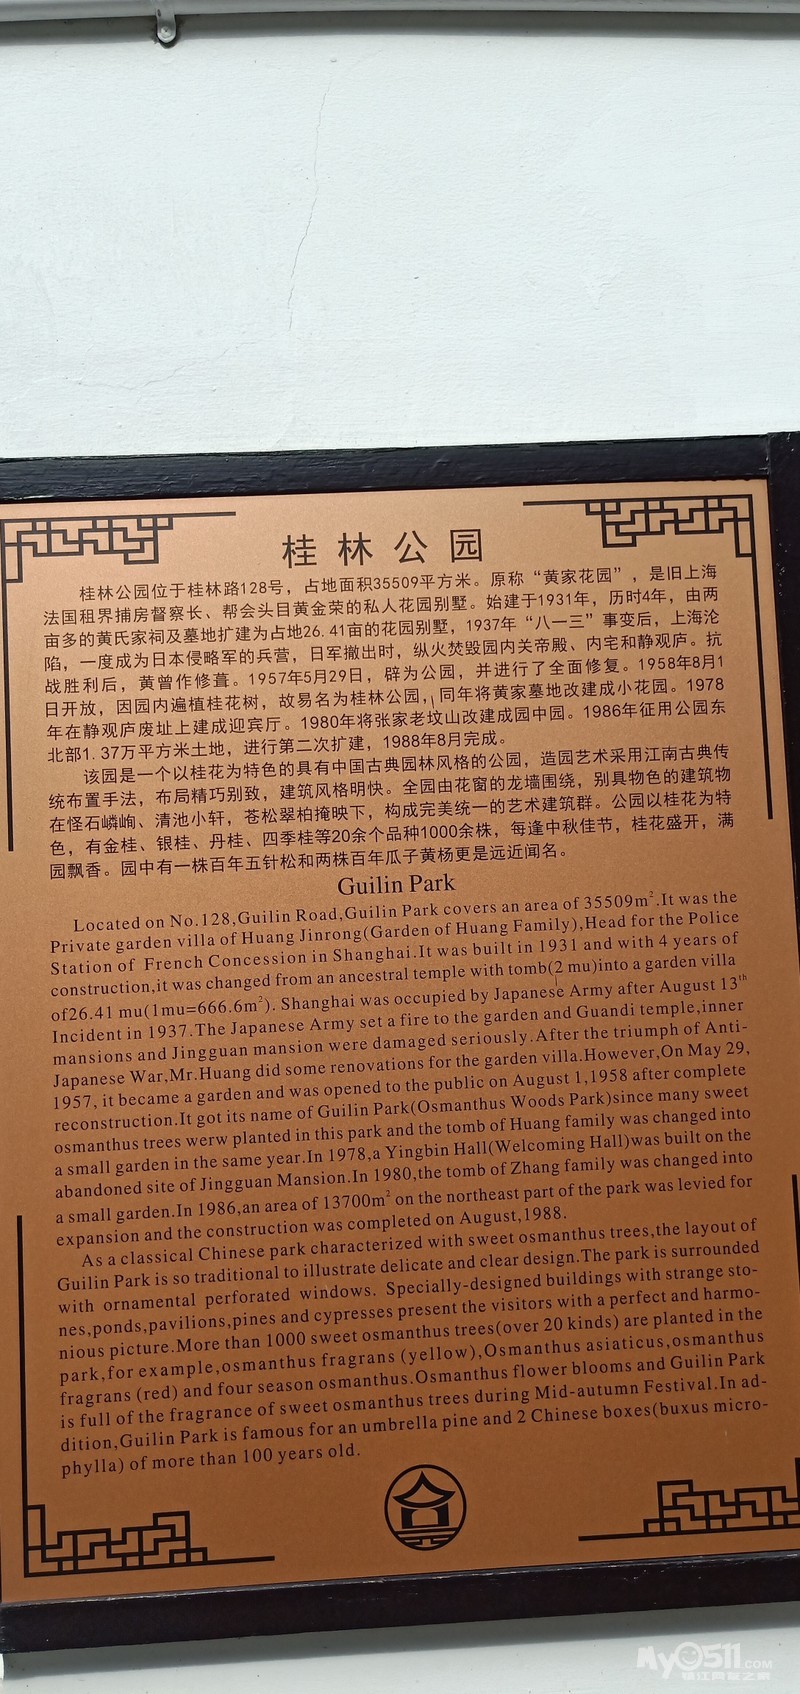 桂林公园
桂林公园位于桂林路128号，占地面积35509平方米。原称“黄家花园”，是旧上海
法国租界捕房督察长、帮会头目黄金荣的私人花园别墅。始建于1931年，历时4年，由两
亩多的黄氏家祠及墓地扩建为占地26.41亩的花园别墅，1937年“八一三”事变后，上海沦
陷，一度成为日本侵略军的兵营，日军撤出时，纵火焚毁园内关帝殿、内宅和静观庐。抗
战胜利后，黄曾作修葺。1957年5月29日，辟为公园，并进行了全面修复。1958年8月1
日开放，因园内遍植桂花树，故易名为桂林公园，同年将黄家墓地改建成小花园。1978
年在静观庐废址上建成迎宾厅。1980年将张家老坟山改建成园中园。1986年征用公园东
北部1.37万平方米土地，进行第二次扩建，1988年8月完成。
该园是一个以桂花为特色的具有中国古典园林风格的公园，造园艺术采用江南古典传
统布置手法，布局精巧别致，建筑风格明快。全园由花窗的龙墙围绕，别具物色的建筑物
在怪石嶙峋、清池小轩，苍松翠柏掩映下，构成完美统一的艺术建筑群。公园以桂花为特
色，有金桂、银桂、丹桂、四季桂等20余个品种1000余株，每逢中秋佳节，桂花盛开，满
园飘香。园中有一株百年五针松和两株百年瓜子黄杨更是远近闻名。
Guilin Park
Located on No.128,Guilin Road,Guilin Park covers an area of 35509m².It was the
Private garden villa of Huang Jinrong(Garden of Huang Family),Head for the Police
Station of French Concession in Shanghai.It was built in 1931 and with 4 years of
construction,it was changed from an ancestral temple with tomb(2 mu)into a garden villa
of26.41 mu(1mu=666.6m²). Shanghai was occupied by Japanese Army after August 13th
Incident in 1937.The Japanese Army set a fire to the garden and Guandi temple,inner
mansions and Jingguan mansion were damaged seriously.After the triumph of Anti-
Japanese War,Mr.Huang did some renovations for the garden villa.However,On May 29,
1957, it became a garden and was opened to the public on August 1,1958 after complete
reconstruction.It got its name of Guilin Park(Osmanthus Woods Park)since many sweet
osmanthus trees werw planted in this park and the tomb of Huang family was changed into
a small garden in the same year.In 1978,a Yingbin Hall(Welcoming Hall)was built on the
abandoned site of Jingguan Mansion.In 1980,the tomb of Zhang family was changed into
a small garden.In 1986,an area of 13700m² on the northeast part of the park was levied for
expansion and the construction was completed on August,1988.
As a classical Chinese park characterized with sweet osmanthus trees,the layout of
Guilin Park is so traditional to illustrate delicate and clear design.The park is surrounded
with ornamental perforated windows. Specially-designed buildings with strange sto-
nes,ponds,pavilions,pines and cypresses present the visitors with a perfect and harmo-
nious picture.More than 1000 sweet osmanthus trees(over 20 kinds) are planted in the
park,for example,osmanthus fragrans (yellow),Osmanthus asiaticus,osmanthus
fragrans (red) and four season osmanthus.Osmanthus flower blooms and Guilin Park
is full of the fragrance of sweet osmanthus trees during Mid-autumn Festival.In ad-
dition,Guilin Park is famous for an umbrella pine and 2 Chinese boxes(buxus micro-
phylla) of more than 100 years old.
My0511.COM
镇江网友之家